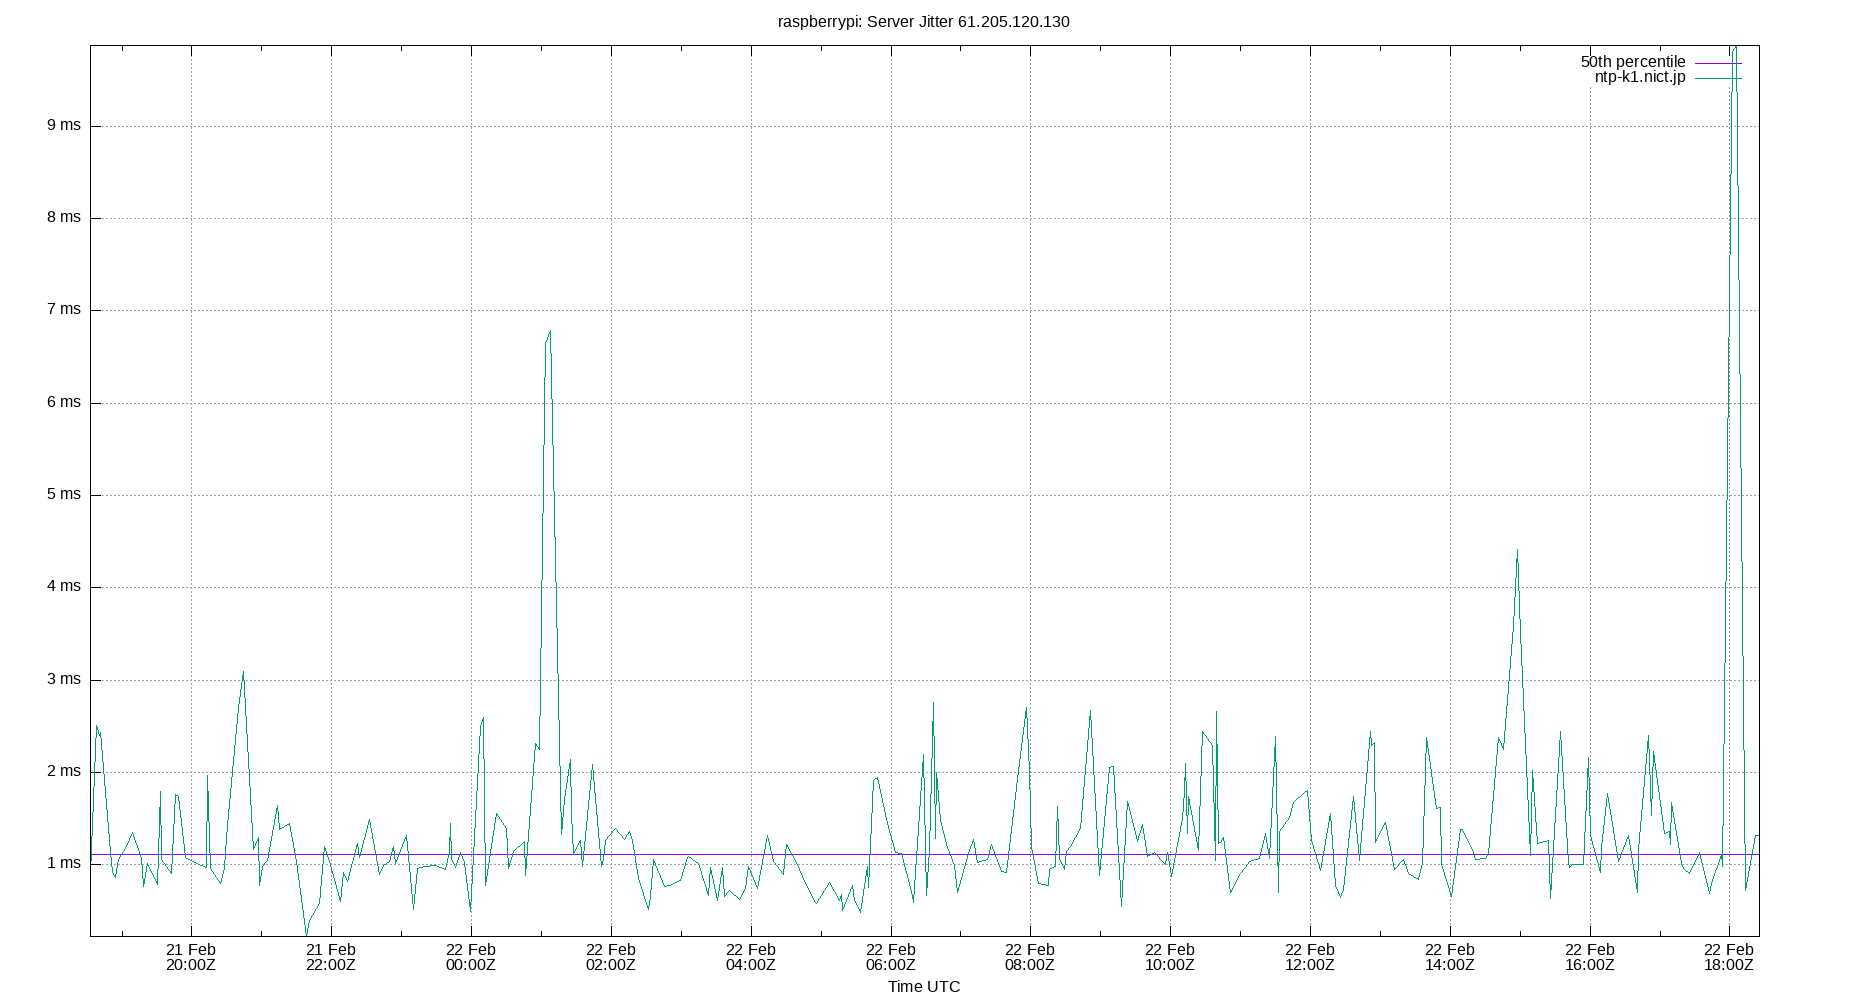 raspberrypi: Server Jitter 61.205.120.130
50th percentile
ntp-k1.nict.jp
9 ms
8 ms
7 ms
6 ms
5 ms
4 ms
3 ms
2 ms
1 ms
21 Feb 21 Feb 22 Feb 22 Feb 22 Feb 22 Feb 22 Feb 22 Feb 22 Feb 22 Feb 22 Feb 22 Feb
20:00Z 22:00Z 00:00Z 02:00Z 04:00Z 06:00Z 08:00Z 10:00Z 12:00Z 14:00Z 16:00Z 18:00Z
Time UTC